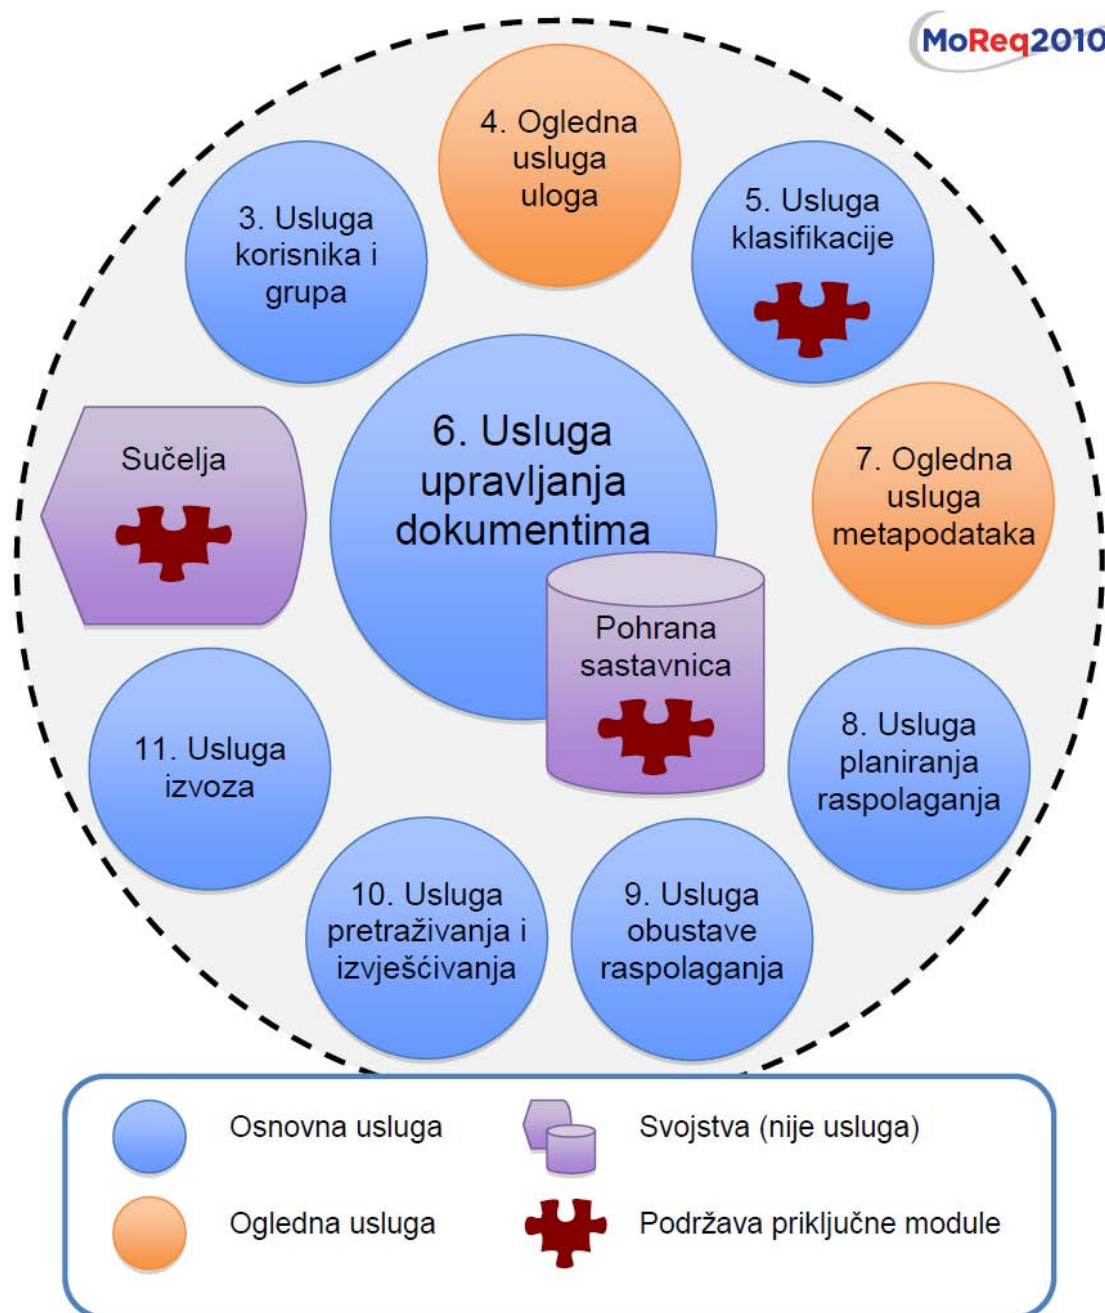 MoReq2010
4. Ogledna
usluga
uloga
3. Usluga
korisnika i
grupa
5. Usluga
klasifikacije
6. Usluga
upravljanja
dokumentima
Sučelja
7. Ogledna
usluga
metapodataka
Pohrana
sastavnica
8. Usluga
planiranja
raspolaganja
11. Usluga
izvoza
10. Usluga
pretraživanja i
izvješćivanja
9. Usluga
obustave
raspolaganja
Osnovna usluga
Svojstva (nije usluga)
Ogledna usluga
Podržava priključne module